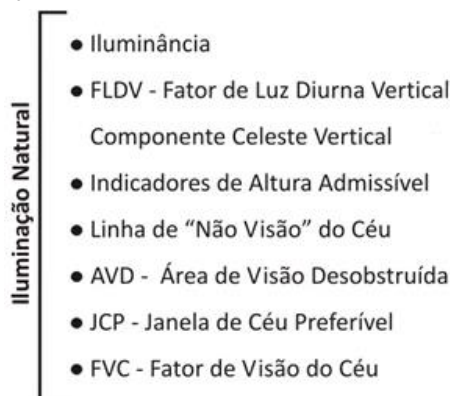 Iluminação Natural
● Iluminância
● FLDV - Fator de Luz Diurna Vertical
Componente Celeste Vertical
● Indicadores de Altura Admissível
● Linha de “Não Visão” do Céu
● AVD - Área de Visão Desobstruída
● JCP - Janela de Céu Preferível
● FVC - Fator de Visão do Céu